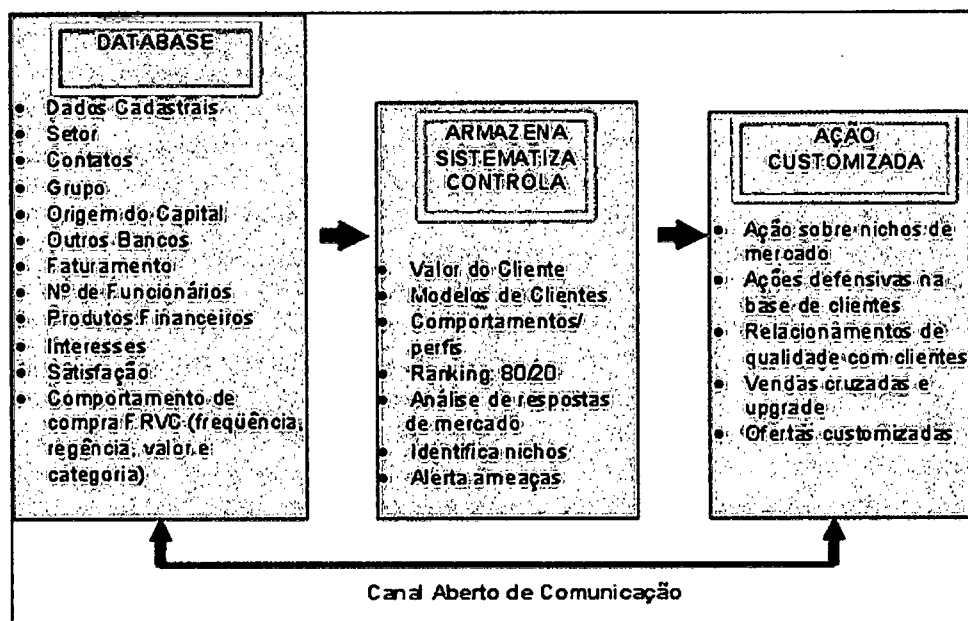 DATABASE
• Dados Cadastrais
• Setor
• Contatos
• Grupo
• Origem do Capital
• Outros Bancos
• Faturamento
• Nº de Funcionários
• Produtos Financeiros
• Interesses
• Satisfação
• Comportamento de
compra FRVC (freqüência,
regência, valor e
categoria)
ARMAZENA
SISTEMATIZA
CONTROLA
• Valor do Cliente
• Modelos de Clientes
• Comportamentos/
perfis
• Ranking 80/20
• Análise de respostas
de mercado
• Identifica nichos
• Alerta ameaças
AÇÃO
CUSTOMIZADA
• Ação sobre nichos de
mercado
• Ações defensivas na
base de clientes
• Relacionamentos de
qualidade com clientes
• Vendas cruzadas e
upgrade
• Ofertas customizadas
Canal Aberto de Comunicação